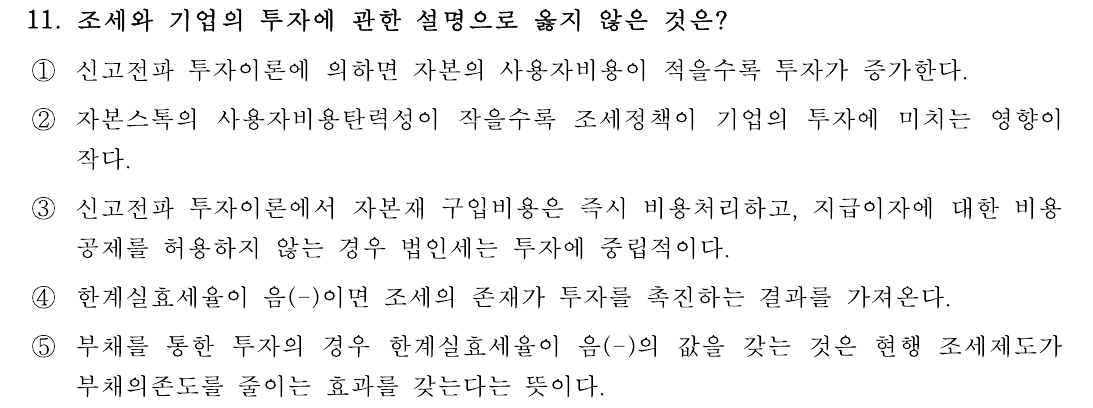 11. 조세와 기업의 투자에 관한 설명으로 옳지 않은 것은?
① 신고전파 투자이론에 의하면 자본의 사용자비용이 적을수록 투자가 증가한다.
② 자본스톡의 사용자비용탄력성이 작을수록 조세정책이 기업의 투자에 미치는 영향이
작다.
③ 신고전파 투자이론에서 자본재 구입비용은 즉시 비용처리하고, 지급이자에 대한 비용
공제를 허용하지 않는 경우 법인세는 투자에 중립적이다.
④ 한계실효세율이 음(-)이면 조세의 존재가 투자를 촉진하는 결과를 가져온다.
⑤ 부채를 통한 투자의 경우 한계실효세율이 음(-)의 값을 갖는 것은 현행 조세제도가
부채의존도를 줄이는 효과를 갖는다는 뜻이다.